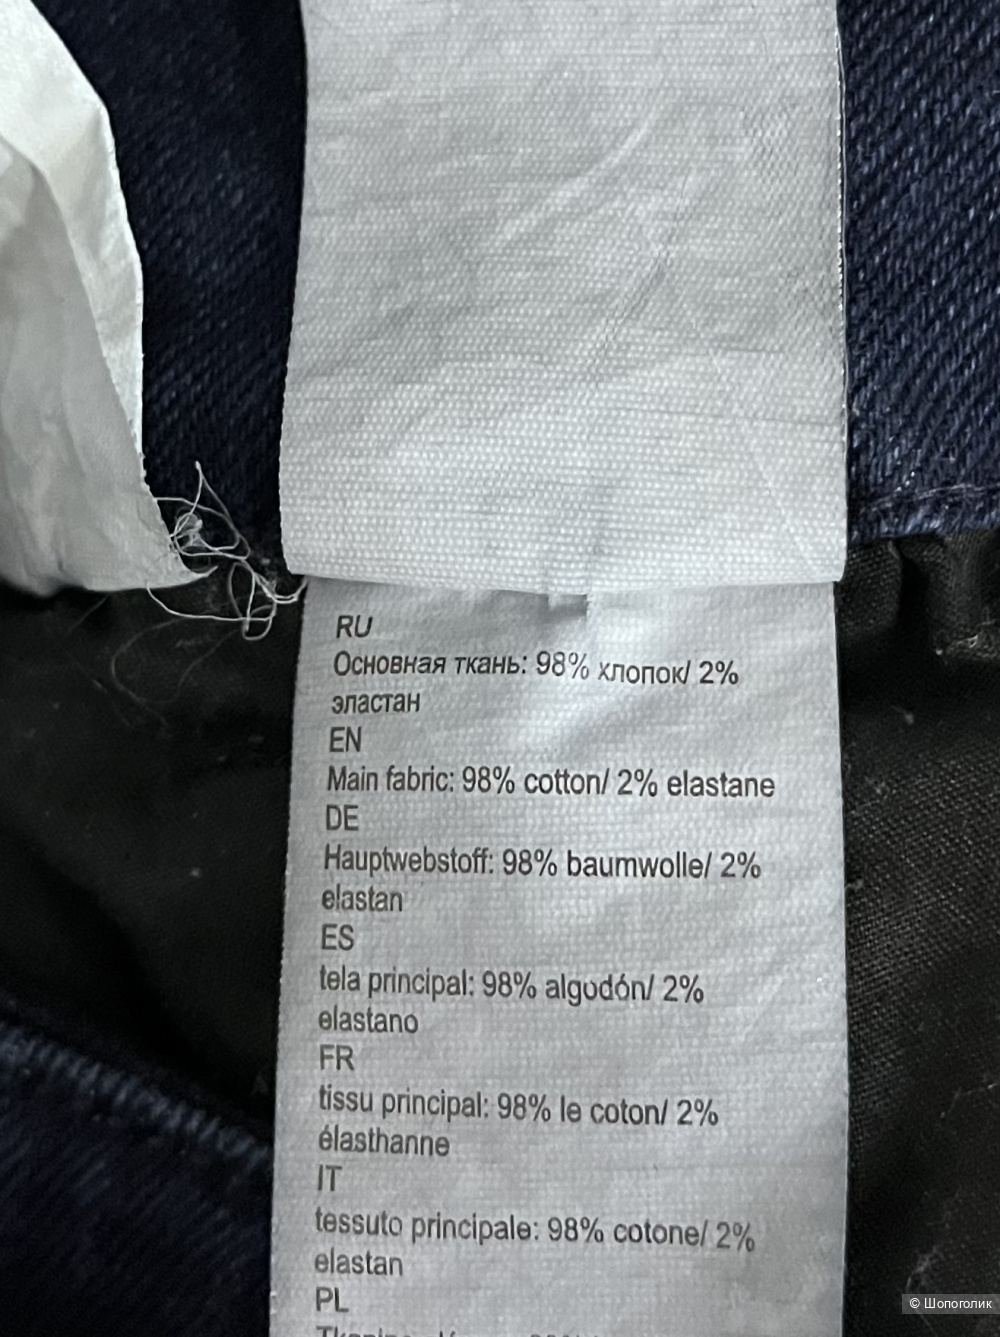 RU
Основная ткань: 98% хлопок/ 2%
эластан
EN
Main fabric: 98% cotton/ 2% elastane
DE
Hauptwebstoff: 98% baumwolle/ 2%
elastan
ES
tela principal: 98% algodón/ 2%
elastano
FR
tissu principal: 98% le coton/ 2%
élasthanne
IT
tessuto principale: 98% cotone/ 2%
elastan
PL
© Шопоголик